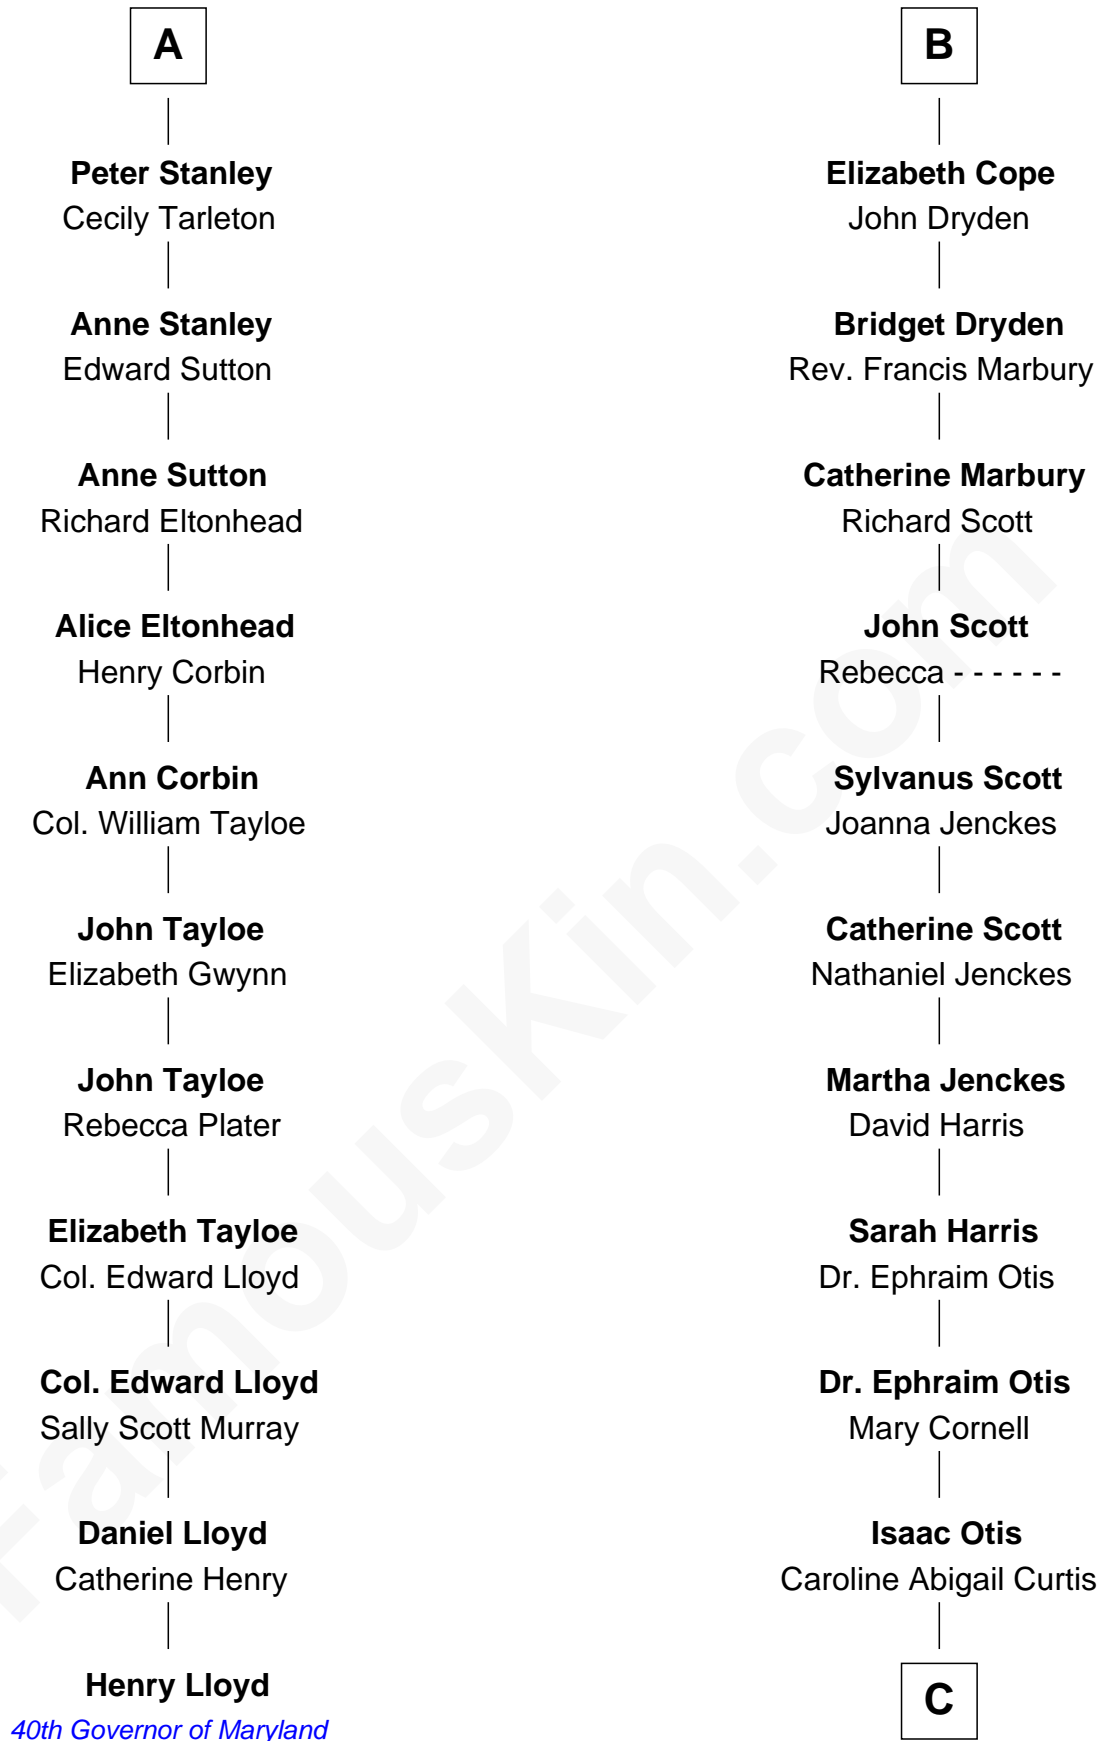 A
Peter Stanley
Cecily Tarleton
Anne Stanley
Edward Sutton
Anne Sutton
Richard Eltonhead
Alice Eltonhead
Henry Corbin
Ann Corbin
Col. William Tayloe
John Tayloe
Elizabeth Gwynn
John Tayloe
Rebecca Plater
Elizabeth Tayloe
Col. Edward Lloyd
Col. Edward Lloyd
Sally Scott Murray
Daniel Lloyd
Catherine Henry
Henry Lloyd
40th Governor of Maryland
B
Elizabeth Cope
John Dryden
Bridget Dryden
Rev. Francis Marbury
Catherine Marbury
Richard Scott
John Scott
Rebecca - - - - - -
Sylvanus Scott
Joanna Jenckes
Catherine Scott
Nathaniel Jenckes
Martha Jenckes
David Harris
Sarah Harris
Dr. Ephraim Otis
Dr. Ephraim Otis
Mary Cornell
Isaac Otis
Caroline Abigail Curtis
C
FamousKin.com